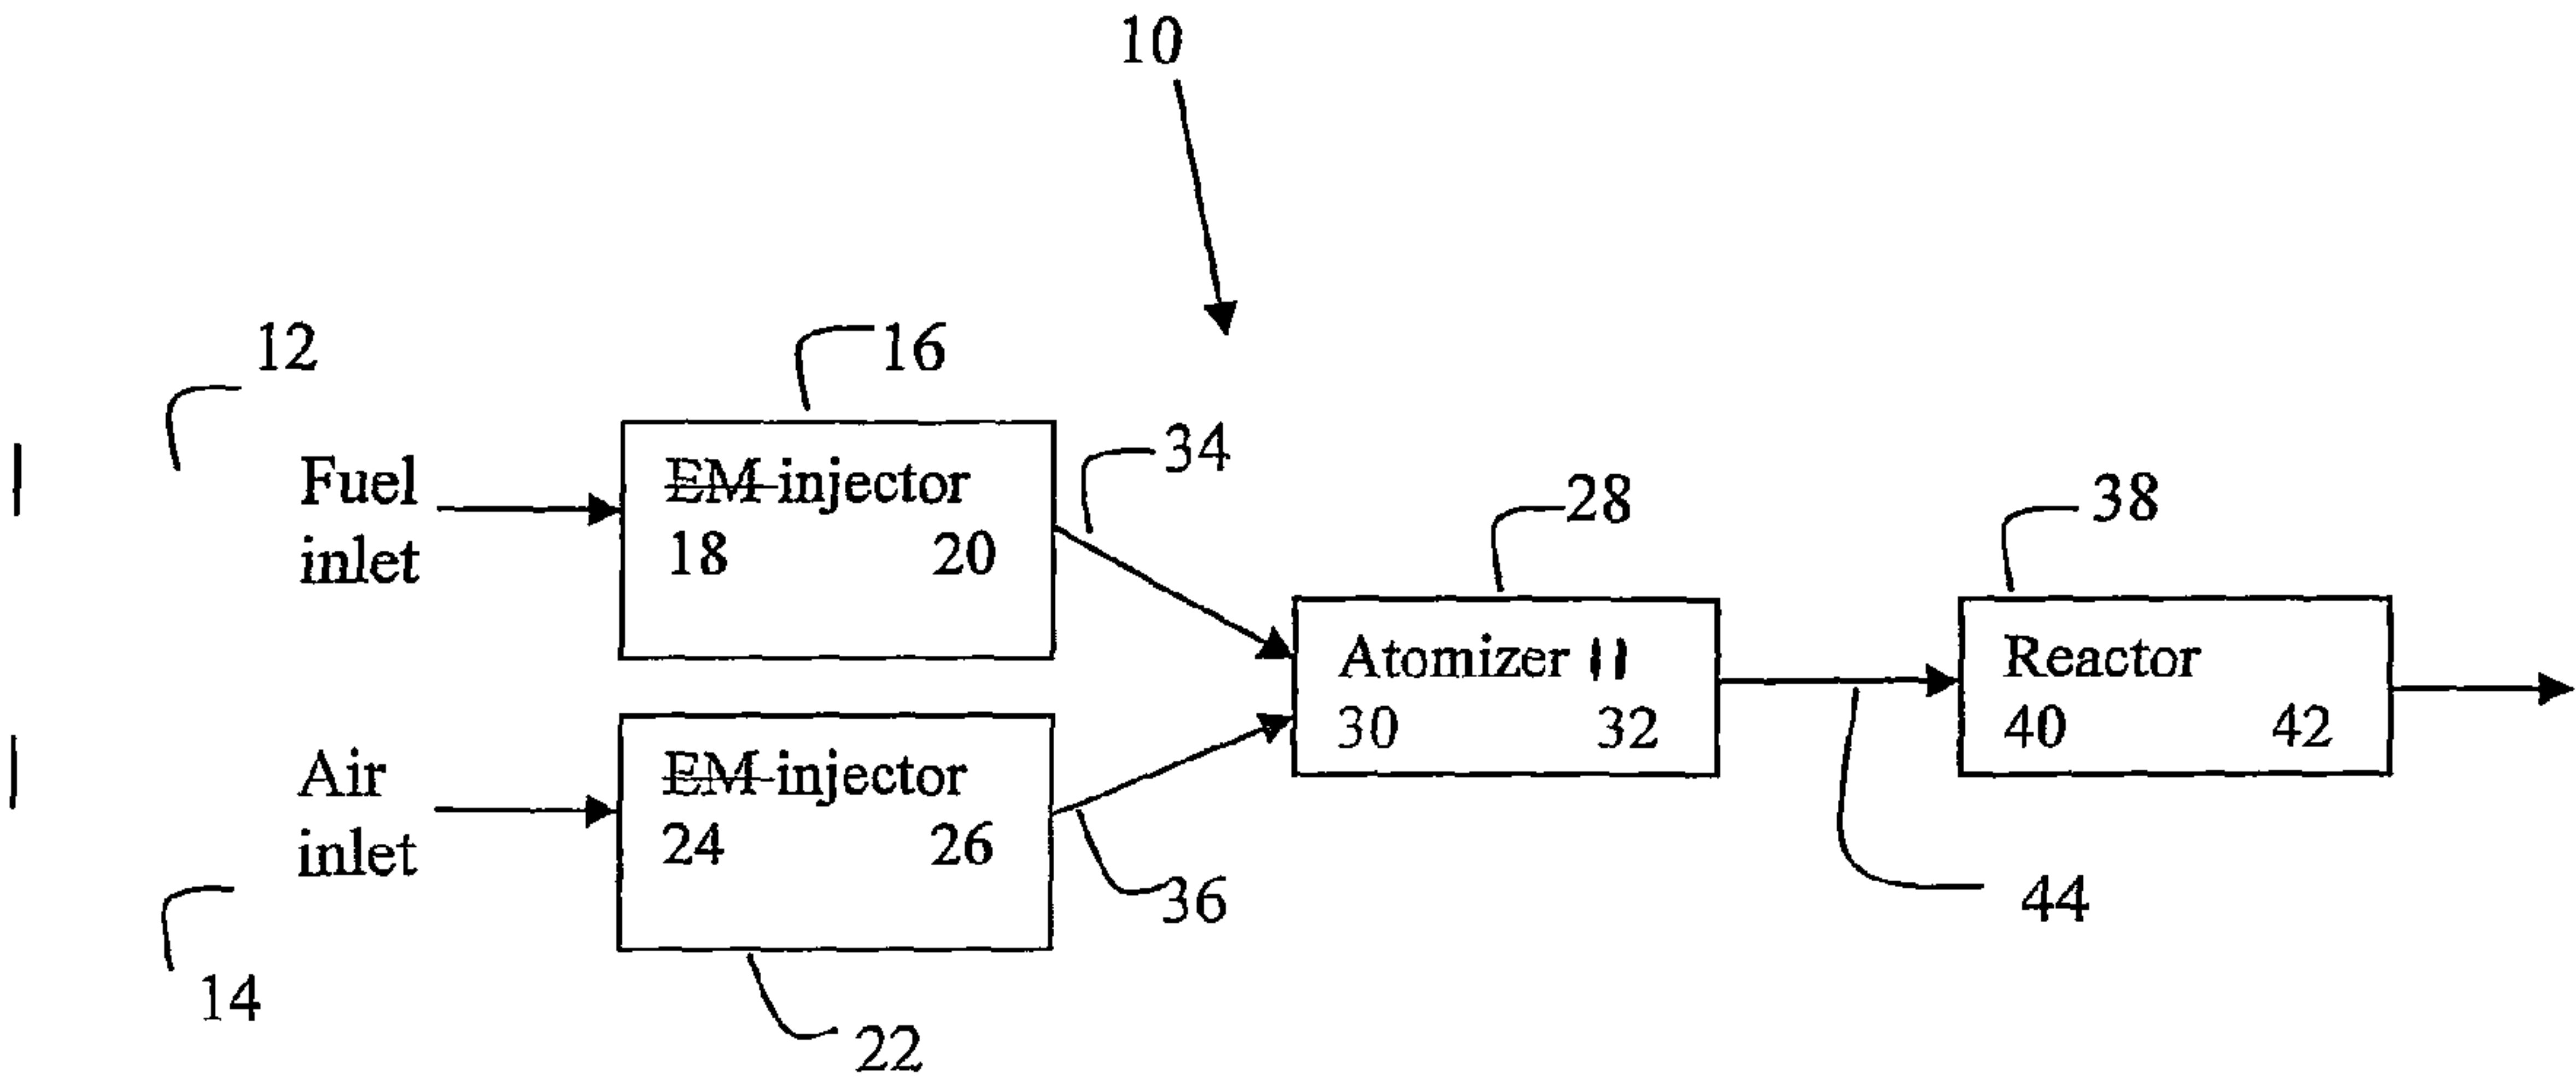 10
12
16
34
Fuel
inlet
EM injector
18 20
28
38
Atomizer
30 32
Reactor
40 42
Air
inlet
EM injector
24 26
36
44
14
22